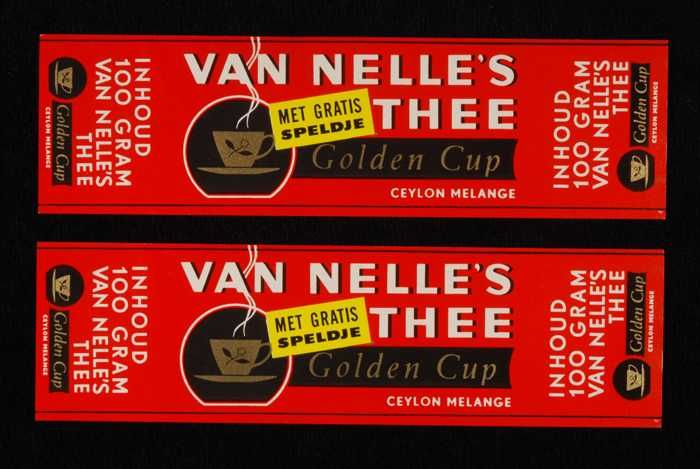 INHOUD
100 GRAM
VAN NELLE'S
THEE
Golden Cup
CEYLON MELANGE
VAN NELLE'S
THEE
MET GRATIS
SPELDJE
Golden Cup
CEYLON MELANGE
INHOUD
100 GRAM
VAN NELLE'S
THEE
Golden Cup
CEYLON MELANGE
INHOUD
100 GRAM
VAN NELLE'S
THEE
Golden Cup
CEYLON MELANGE
VAN NELLE'S
THEE
MET GRATIS
SPELDJE
Golden Cup
CEYLON MELANGE
INHOUD
100 GRAM
VAN NELLE'S
THEE
Golden Cup
CEYLON MELANGE